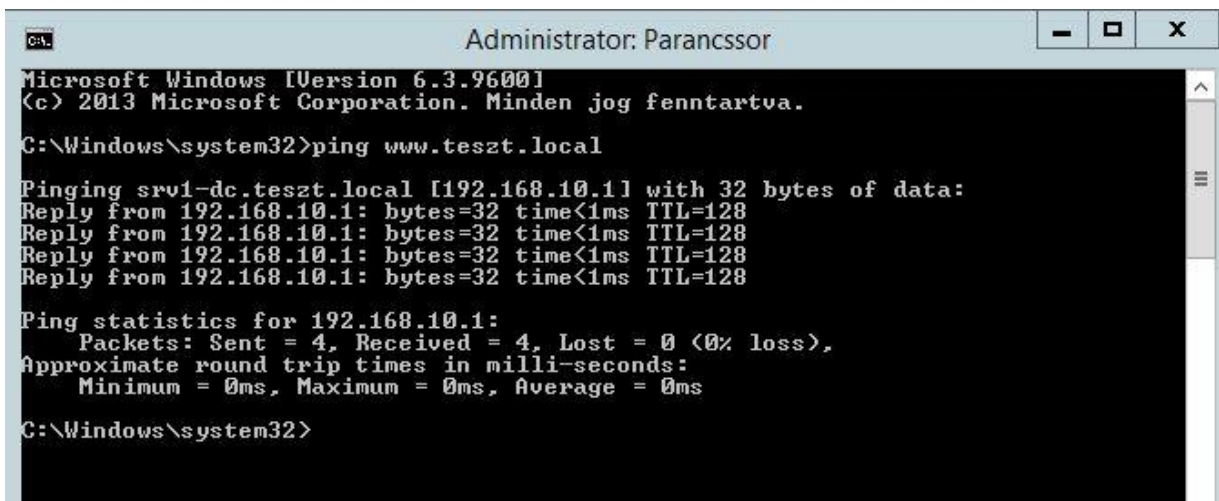 Administrator: Parancssor
Microsoft Windows [Version 6.3.9600]
(c) 2013 Microsoft Corporation. Minden jog fenntartva.
C:\Windows\system32>ping www.teszt.local
Pinging srv1-dc.teszt.local [192.168.10.1] with 32 bytes of data:
Reply from 192.168.10.1: bytes=32 time<1ms TTL=128
Reply from 192.168.10.1: bytes=32 time<1ms TTL=128
Reply from 192.168.10.1: bytes=32 time<1ms TTL=128
Reply from 192.168.10.1: bytes=32 time<1ms TTL=128
Ping statistics for 192.168.10.1:
Packets: Sent = 4, Received = 4, Lost = 0 (0% loss),
Approximate round trip times in milli-seconds:
Minimum = 0ms, Maximum = 0ms, Average = 0ms
C:\Windows\system32>